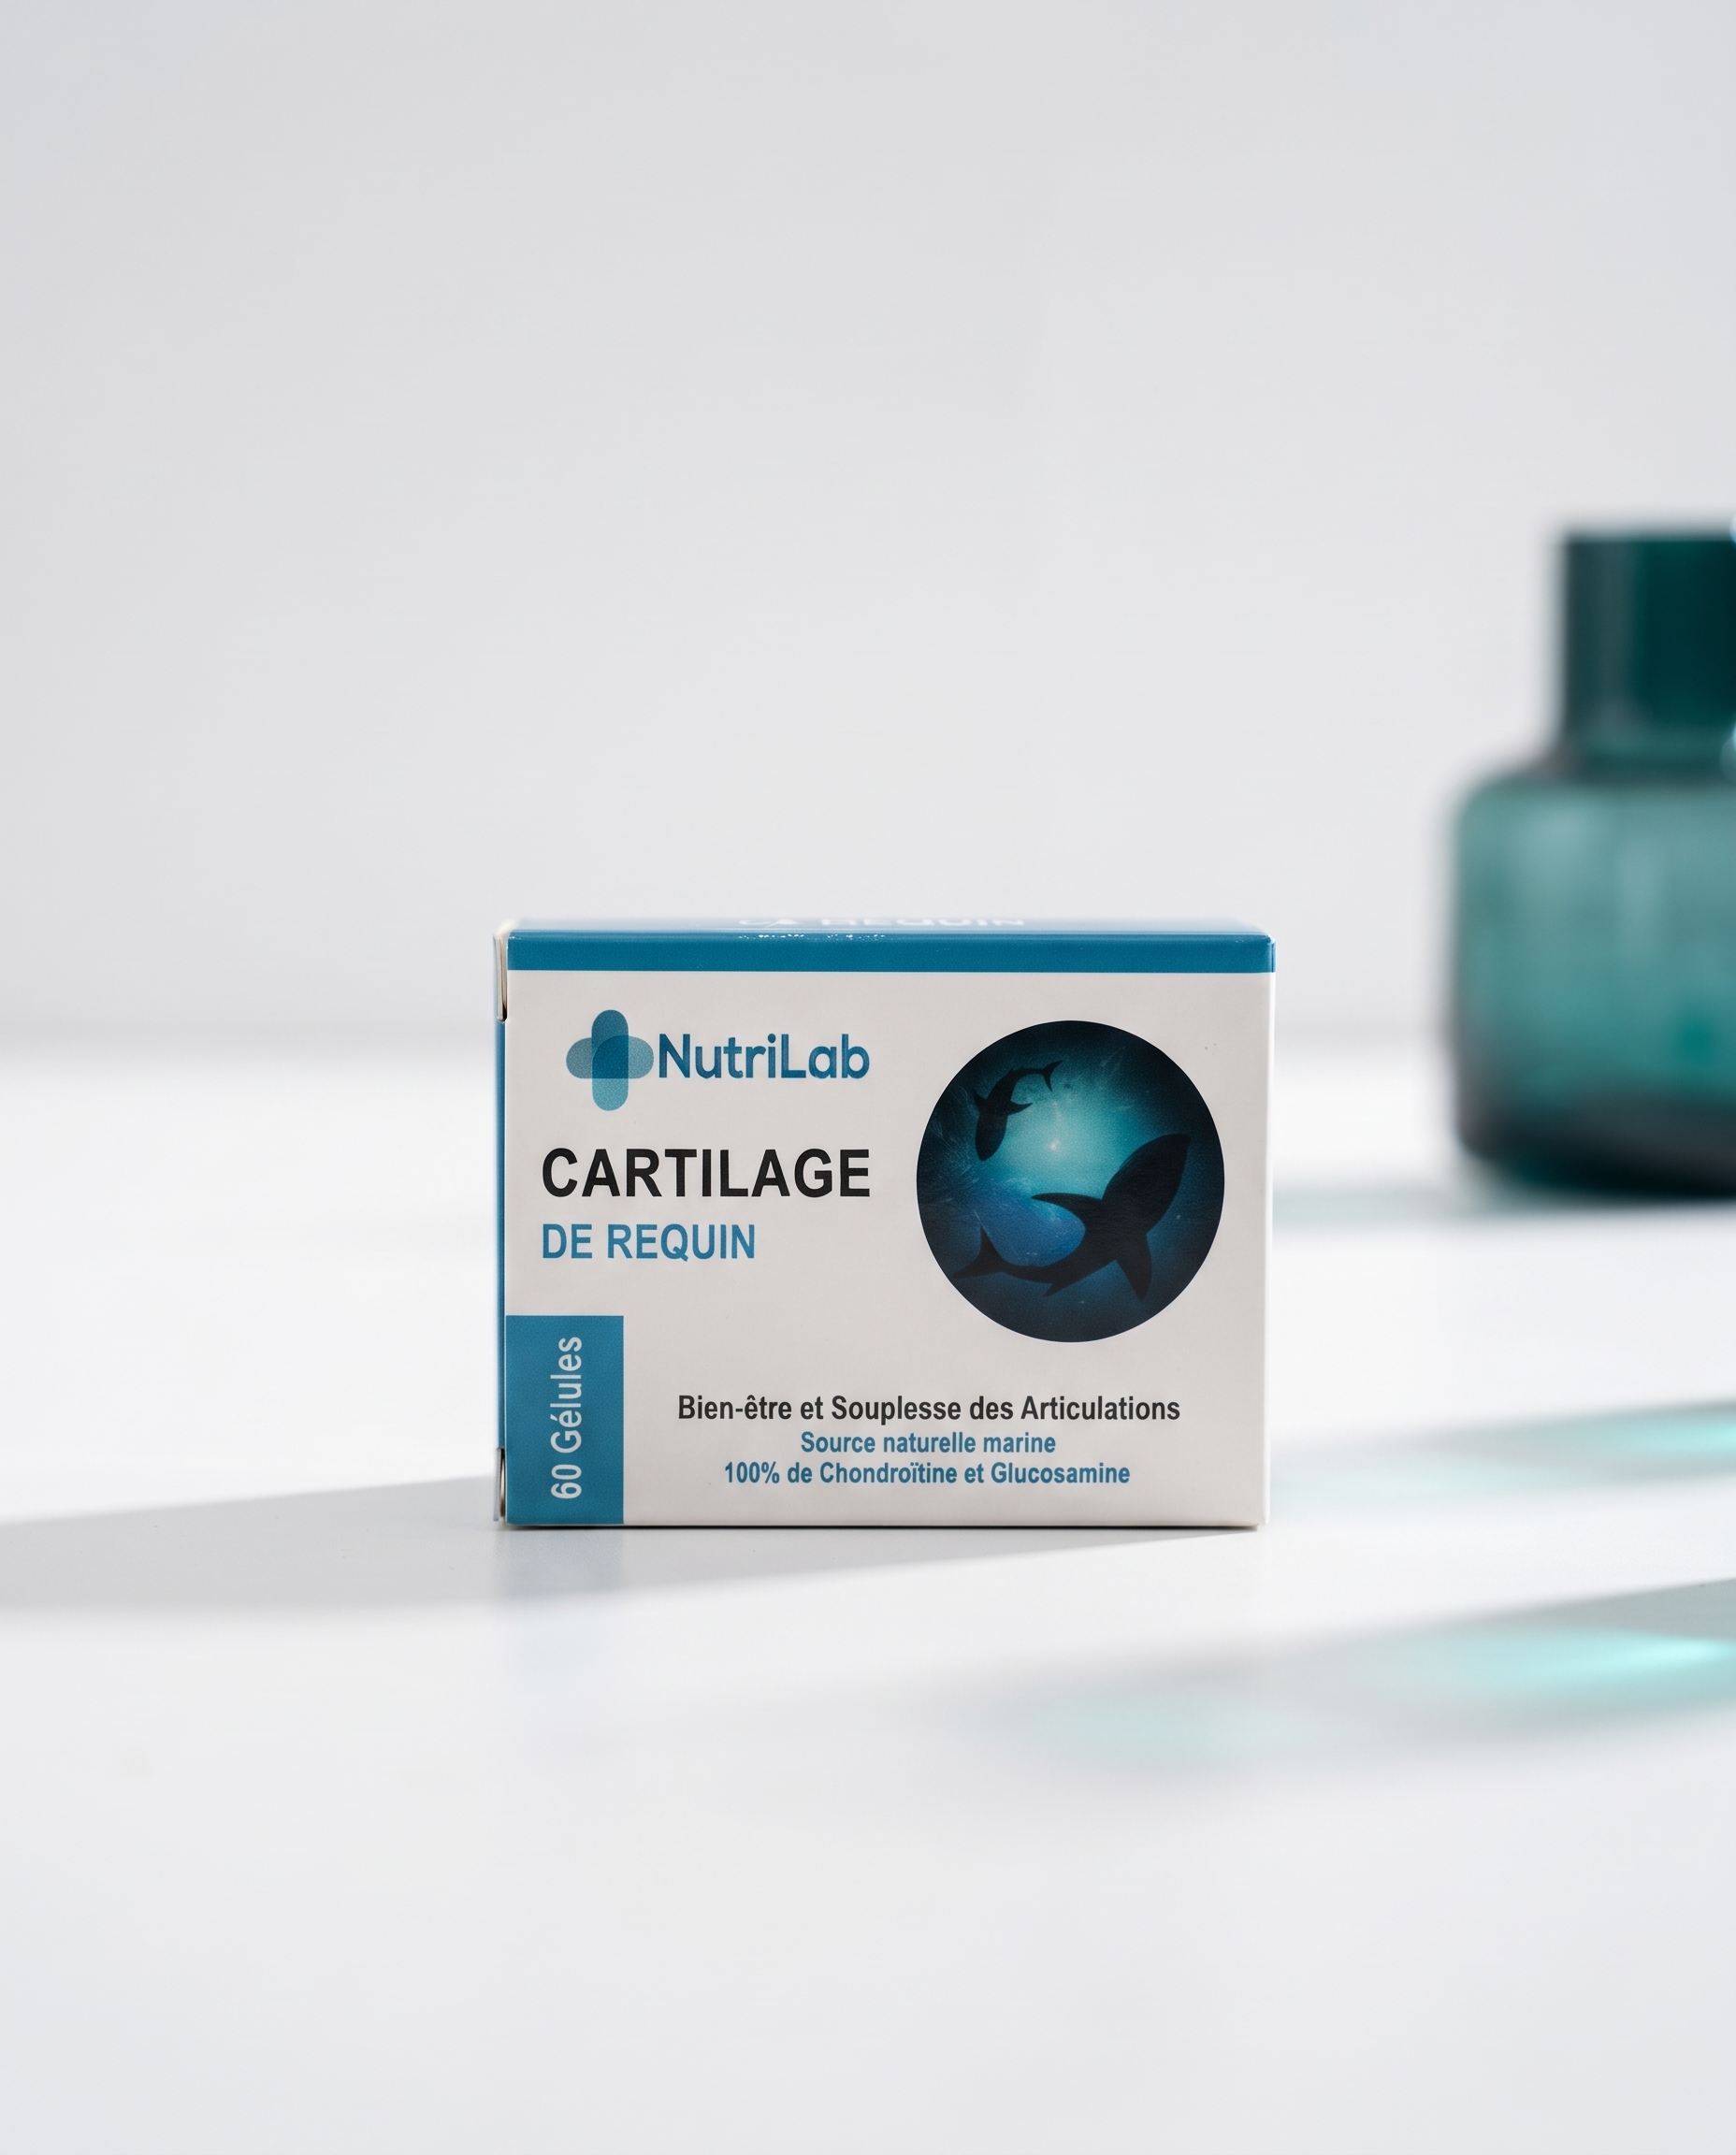 NutriLab
CARTILAGE
DE REQUIN
60 Gélules
Bien-être et Souplesse des Articulations
Source naturelle marine
100% de Chondroïtine et Glucosamine